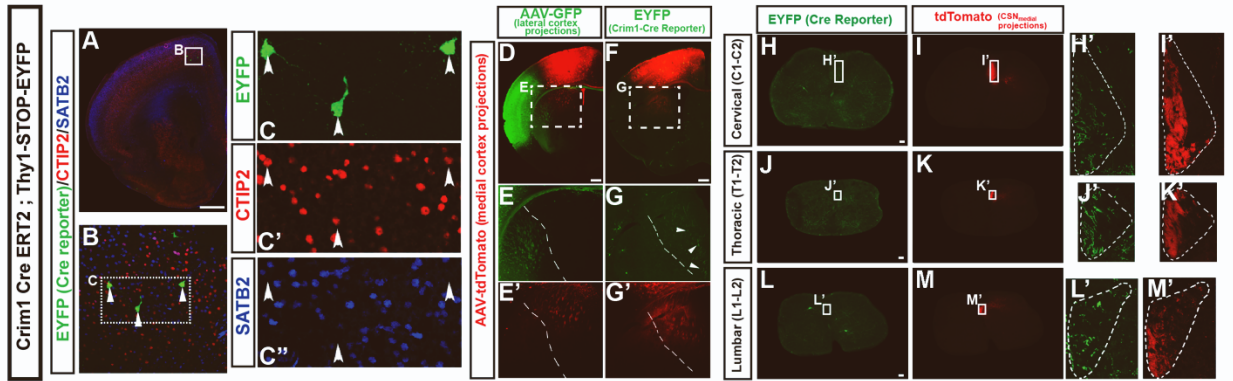 Crim1 Cre ERT2 ; Thy1-STOP-EYFP
EYFP (Cre reporter)/CTIP2/SATB2
A
B
B
C
EYFP
C
CTIP2
C'
SATB2
C"
AAV-tdTomato (medial cortex projections)
AAV-GFP
(lateral cortex
projections)
EYFP
(Crim1-Cre Reporter)
D
E
F
G
E
G
E'
G'
EYFP (Cre Reporter)
tdTomato (CSNmedial
projections)
Cervical (C1-C2)
H
H'
I
I'
H'
I'
Thoracic (T1-T2)
J
J'
K
K'
J'
K'
Lumbar (L1-L2)
L
L'
M
M'
L'
M'